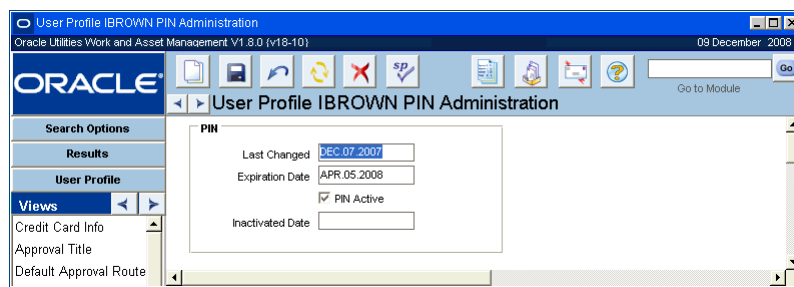 User Profile IBROWN PIN Administration
Oracle Utilities Work and Asset Management V1.8.0 {v18-10} 09 December 2008
ORACLE
sp
Go
Go to Module
User Profile IBROWN PIN Administration
Search Options
Results
User Profile
Views
Credit Card Info
Approval Title
Default Approval Route
PIN
Last Changed DEC.07.2007
Expiration Date APR.05.2008
PIN Active
Inactivated Date